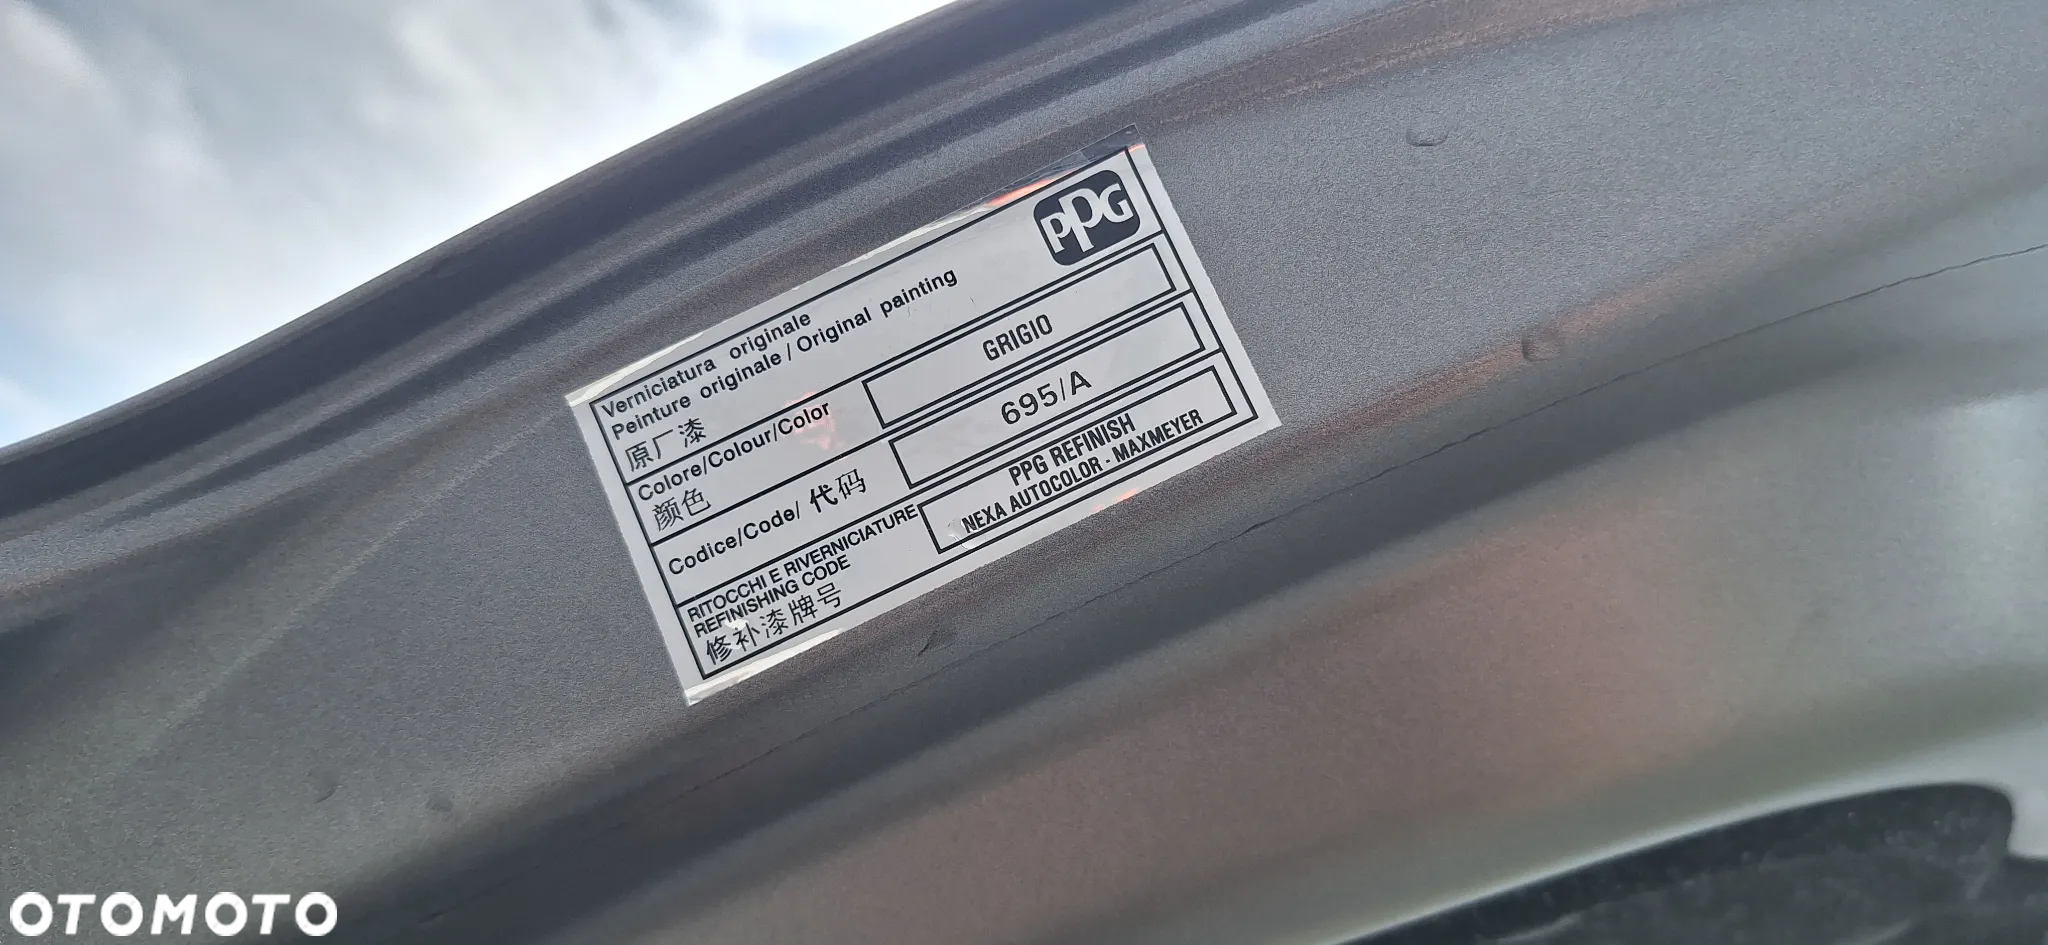 PPG
Verniciatura originale
Peinture originale / Original painting
原厂漆
Colore/Colour/Color
颜色
GRIGIO
Codice/Code/ 代码
695/A
RITOCCHI E RIVERNICIATURE
REFINISHING CODE
修补漆牌号
PPG REFINISH
NEXA AUTOCOLOR - MAXMEYER
OTOMOTO